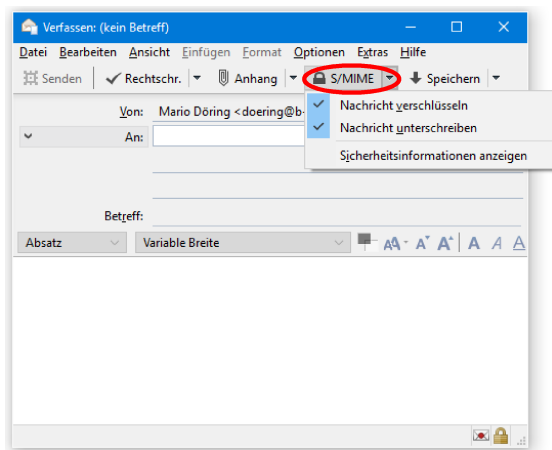 Verfassen: (kein Betreff)
Datei Bearbeiten Ansicht Einfügen Format Optionen Extras Hilfe
Senden Rechtschr. Anhang S/MIME Speichern
Von: Mario Döring <doering@b-
Nachricht verschlüsseln
An:
Nachricht unterschreiben
Sicherheitsinformationen anzeigen
Betreff:
Absatz Variable Breite